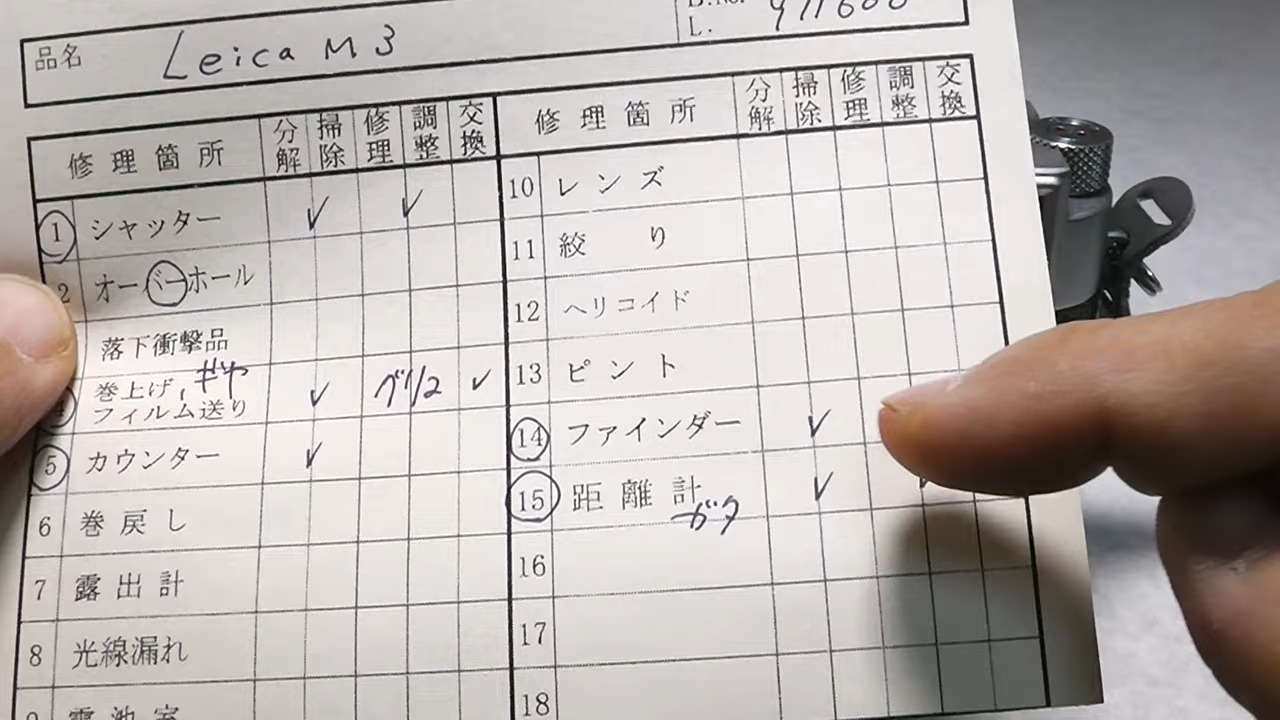 品名 Leica M3
L. 911600
修理箇所 分解 掃除 修理 調整 交換
1 シャッター ✓ ✓
2 オーバーホール
落下衝撃品
4 巻上げ, ギヤ フィルム送り ✓ ✓
5 カウンター ✓
6 巻戻し
7 露出計
8 光線漏れ
電池室
修理箇所 分解 掃除 修理 調整 交換
10 レンズ
11 絞り
12 ヘリコイド
13 ピント
14 ファインダー ✓
15 距離計 ガタ ✓
16
17
18